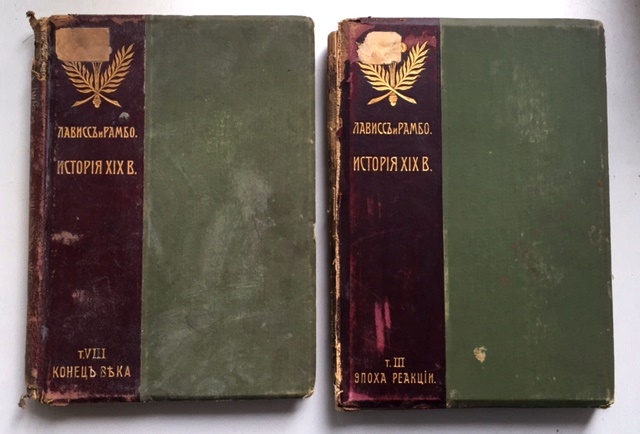 ЛАВИССЪ и РАМБО.
ИСТОРІЯ XIX В.
т. VIII
КОНЕЦЪ ВѢКА
ЛАВИССЪ и РАМБО.
ИСТОРІЯ XIX В.
т. III
ЭПОХА РЕАКЦІИ.